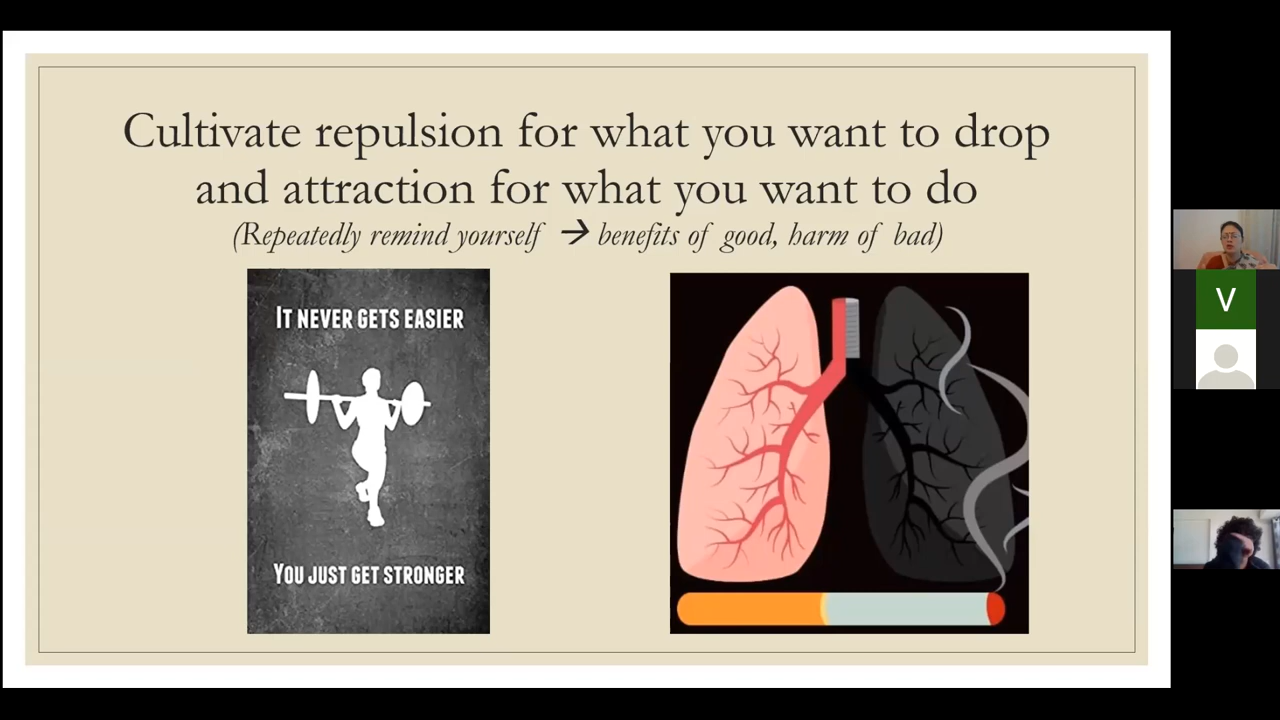 Cultivate repulsion for what you want to drop
and attraction for what you want to do
(Repeatedly remind yourself → benefits of good, harm of bad)
IT NEVER GETS EASIER
YOU JUST GET STRONGER
V